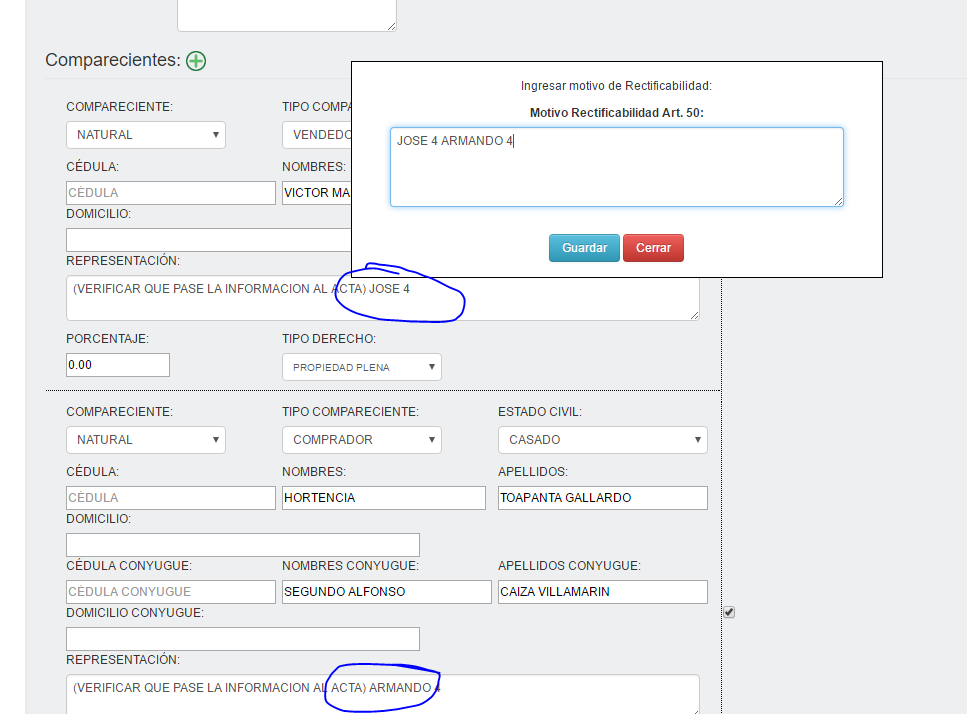 Comparecientes:
Ingresar motivo de Rectificabilidad:
Motivo Rectificabilidad Art. 50:
JOSE 4 ARMANDO 4
Guardar Cerrar
COMPARECIENTE: TIPO COMPA
NATURAL VENDEDO
CÉDULA: NOMBRES:
CÉDULA VICTOR MA
DOMICILIO:
REPRESENTACIÓN:
(VERIFICAR QUE PASE LA INFORMACION AL ACTA) JOSE 4
PORCENTAJE: TIPO DERECHO:
0.00 PROPIEDAD PLENA
COMPARECIENTE: TIPO COMPARECIENTE: ESTADO CIVIL:
NATURAL COMPRADOR CASADO
CÉDULA: NOMBRES: APELLIDOS:
CÉDULA HORTENCIA TOAPANTA GALLARDO
DOMICILIO:
CÉDULA CONYUGUE: NOMBRES CONYUGUE: APELLIDOS CONYUGUE:
CÉDULA CONYUGUE SEGUNDO ALFONSO CAIZA VILLAMARIN
DOMICILIO CONYUGUE:
REPRESENTACIÓN:
(VERIFICAR QUE PASE LA INFORMACION AL ACTA) ARMANDO 4